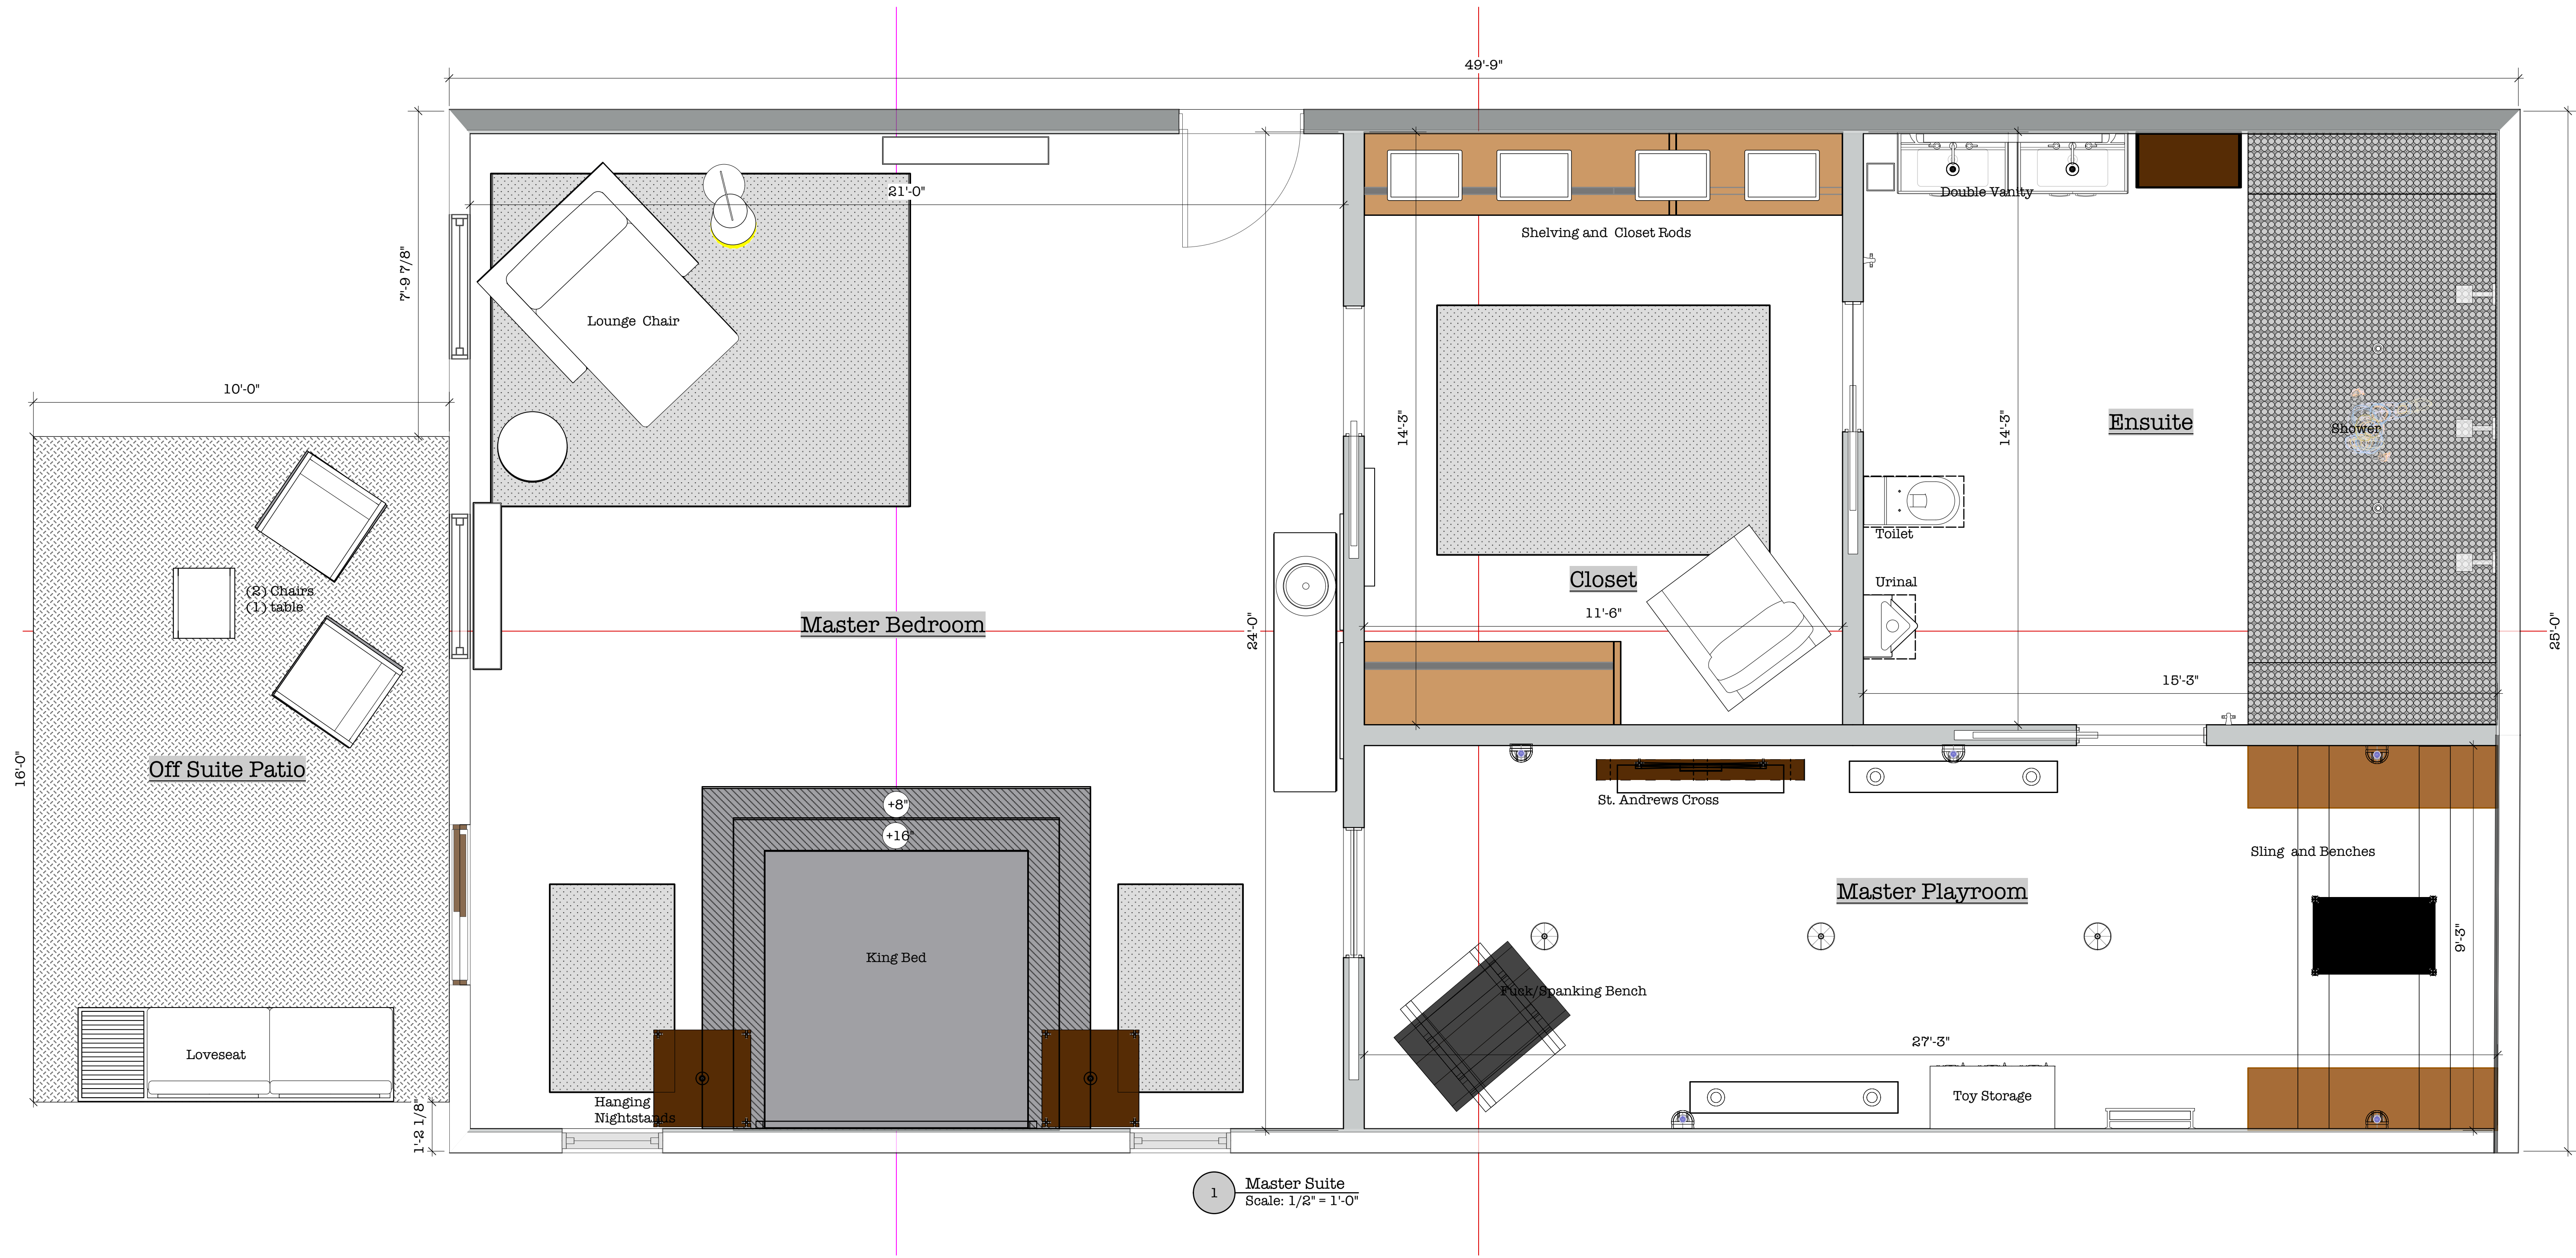 49'-9"
21'-0"
Double Vanity
Shelving and Closet Rods
7'-9 7/8"
Lounge Chair
10'-0"
14'-3"
14'-3"
Ensuite
Shower
Toilet
Urinal
Closet
11'-6"
(2) Chairs
(1) table
Master Bedroom
24'-0"
25'-0"
15'-3"
Off Suite Patio
16'-0"
+8"
+16"
St. Andrews Cross
Sling and Benches
Master Playroom
King Bed
9'-3"
Fuck/Spanking Bench
27'-3"
Loveseat
Toy Storage
Hanging
Nightstands
1'-2 1/8"
1
Master Suite
Scale: 1/2" = 1'-0"